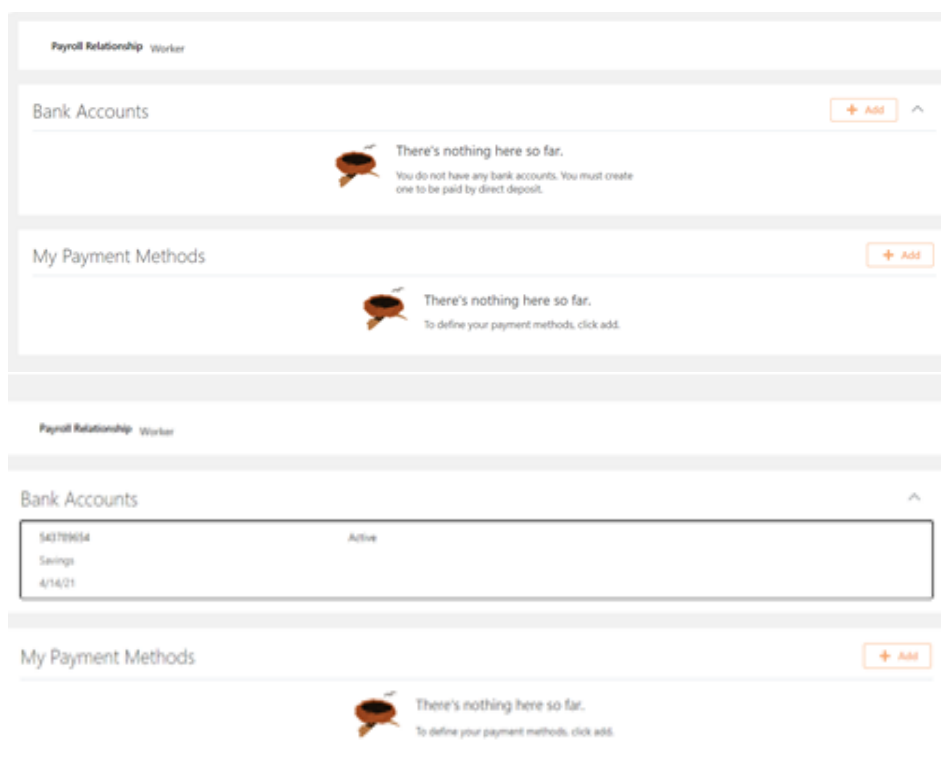 Payroll Relationship Worker
Bank Accounts
+ Add
There's nothing here so far.
You do not have any bank accounts. You must create
one to be paid by direct deposit.
My Payment Methods
+ Add
There's nothing here so far.
To define your payment methods, click add.
Payroll Relationship Worker
Bank Accounts
543789654 Active
Savings
4/14/21
My Payment Methods
+ Add
There's nothing here so far.
To define your payment methods, click add.